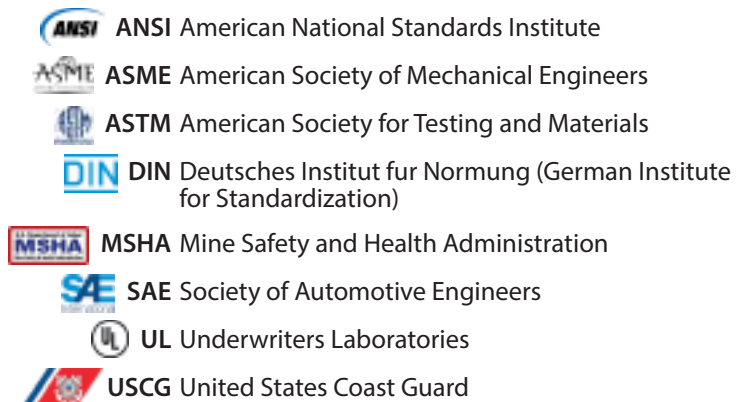 ANSI ANSI American National Standards Institute
ASME ASME American Society of Mechanical Engineers
ASTM American Society for Testing and Materials
DIN DIN Deutsches Institut fur Normung (German Institute
for Standardization)
MSHA MSHA Mine Safety and Health Administration
SAE SAE Society of Automotive Engineers
UL UL Underwriters Laboratories
USCG United States Coast Guard